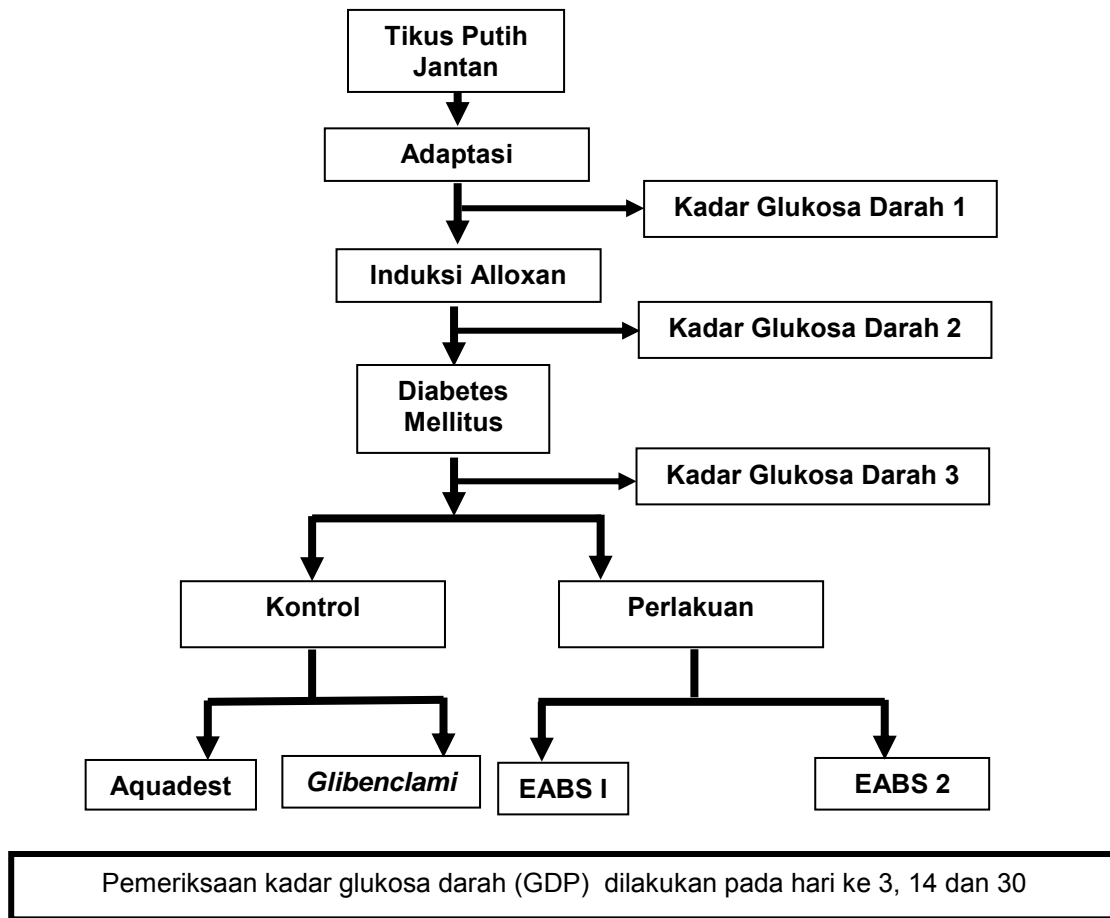 Tikus Putih
Jantan
Adaptasi
Kadar Glukosa Darah 1
Induksi Alloxan
Kadar Glukosa Darah 2
Diabetes
Mellitus
Kadar Glukosa Darah 3
Kontrol
Perlakuan
Aquadest
Glibenclami
EABS I
EABS 2
Pemeriksaan kadar glukosa darah (GDP) dilakukan pada hari ke 3, 14 dan 30